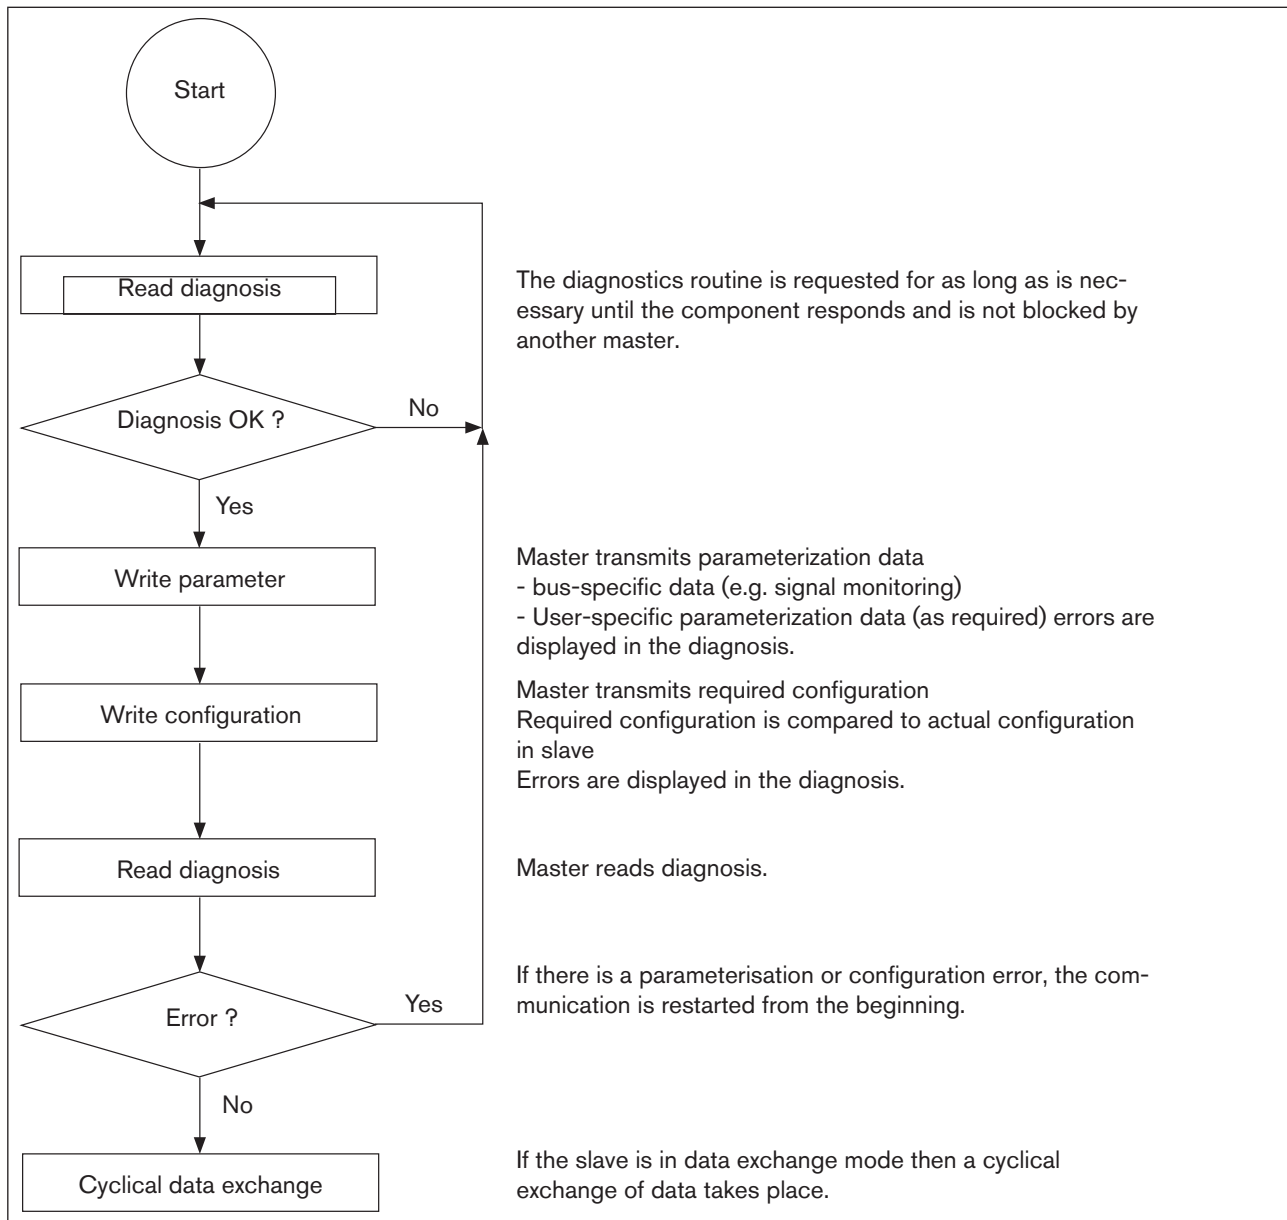 Start
Read diagnosis
The diagnostics routine is requested for as long as is nec-
essary until the component responds and is not blocked by
another master.
Diagnosis OK ?
No
Yes
Write parameter
Master transmits parameterization data
- bus-specific data (e.g. signal monitoring)
- User-specific parameterization data (as required) errors are
displayed in the diagnosis.
Write configuration
Master transmits required configuration
Required configuration is compared to actual configuration
in slave
Errors are displayed in the diagnosis.
Read diagnosis
Master reads diagnosis.
Error ?
Yes
If there is a parameterisation or configuration error, the com-
munication is restarted from the beginning.
No
Cyclical data exchange
If the slave is in data exchange mode then a cyclical
exchange of data takes place.